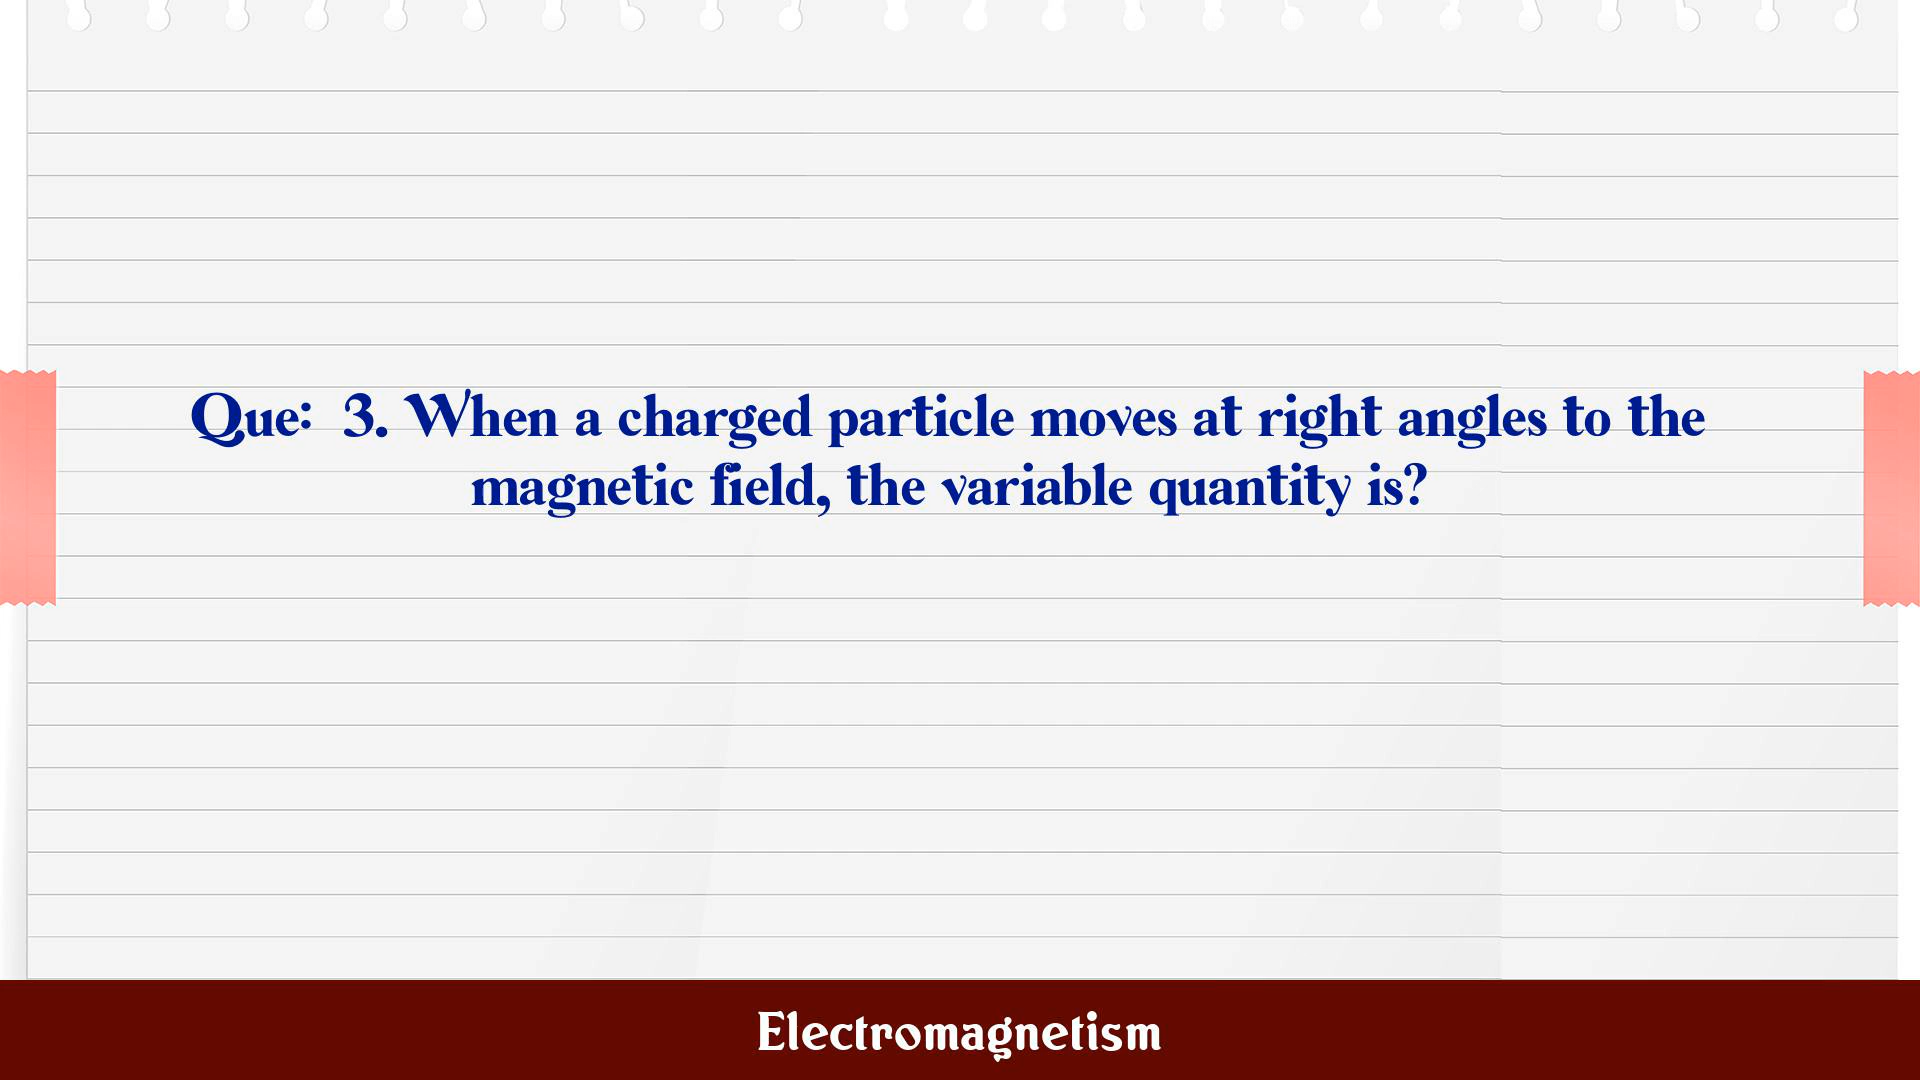 Que:  3. When a charged particle moves at right angles to the
magnetic field, the variable quantity is?
Electromagnetism